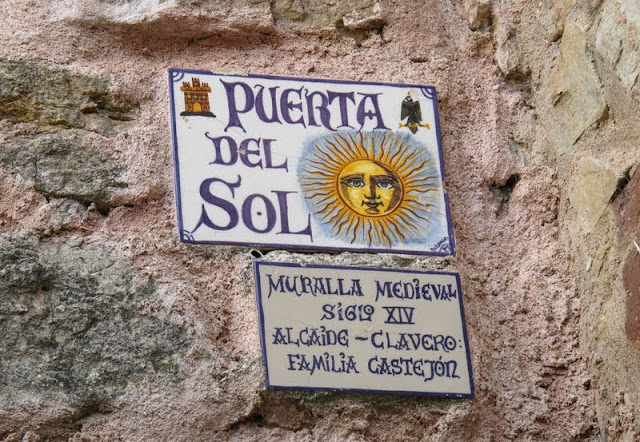 PUERTA
DEL
SOL
MURALLA MEDIEVAL
SIGLO XIV
ALCAIDE - CLAVERO:
FAMILIA CASTEJÓN